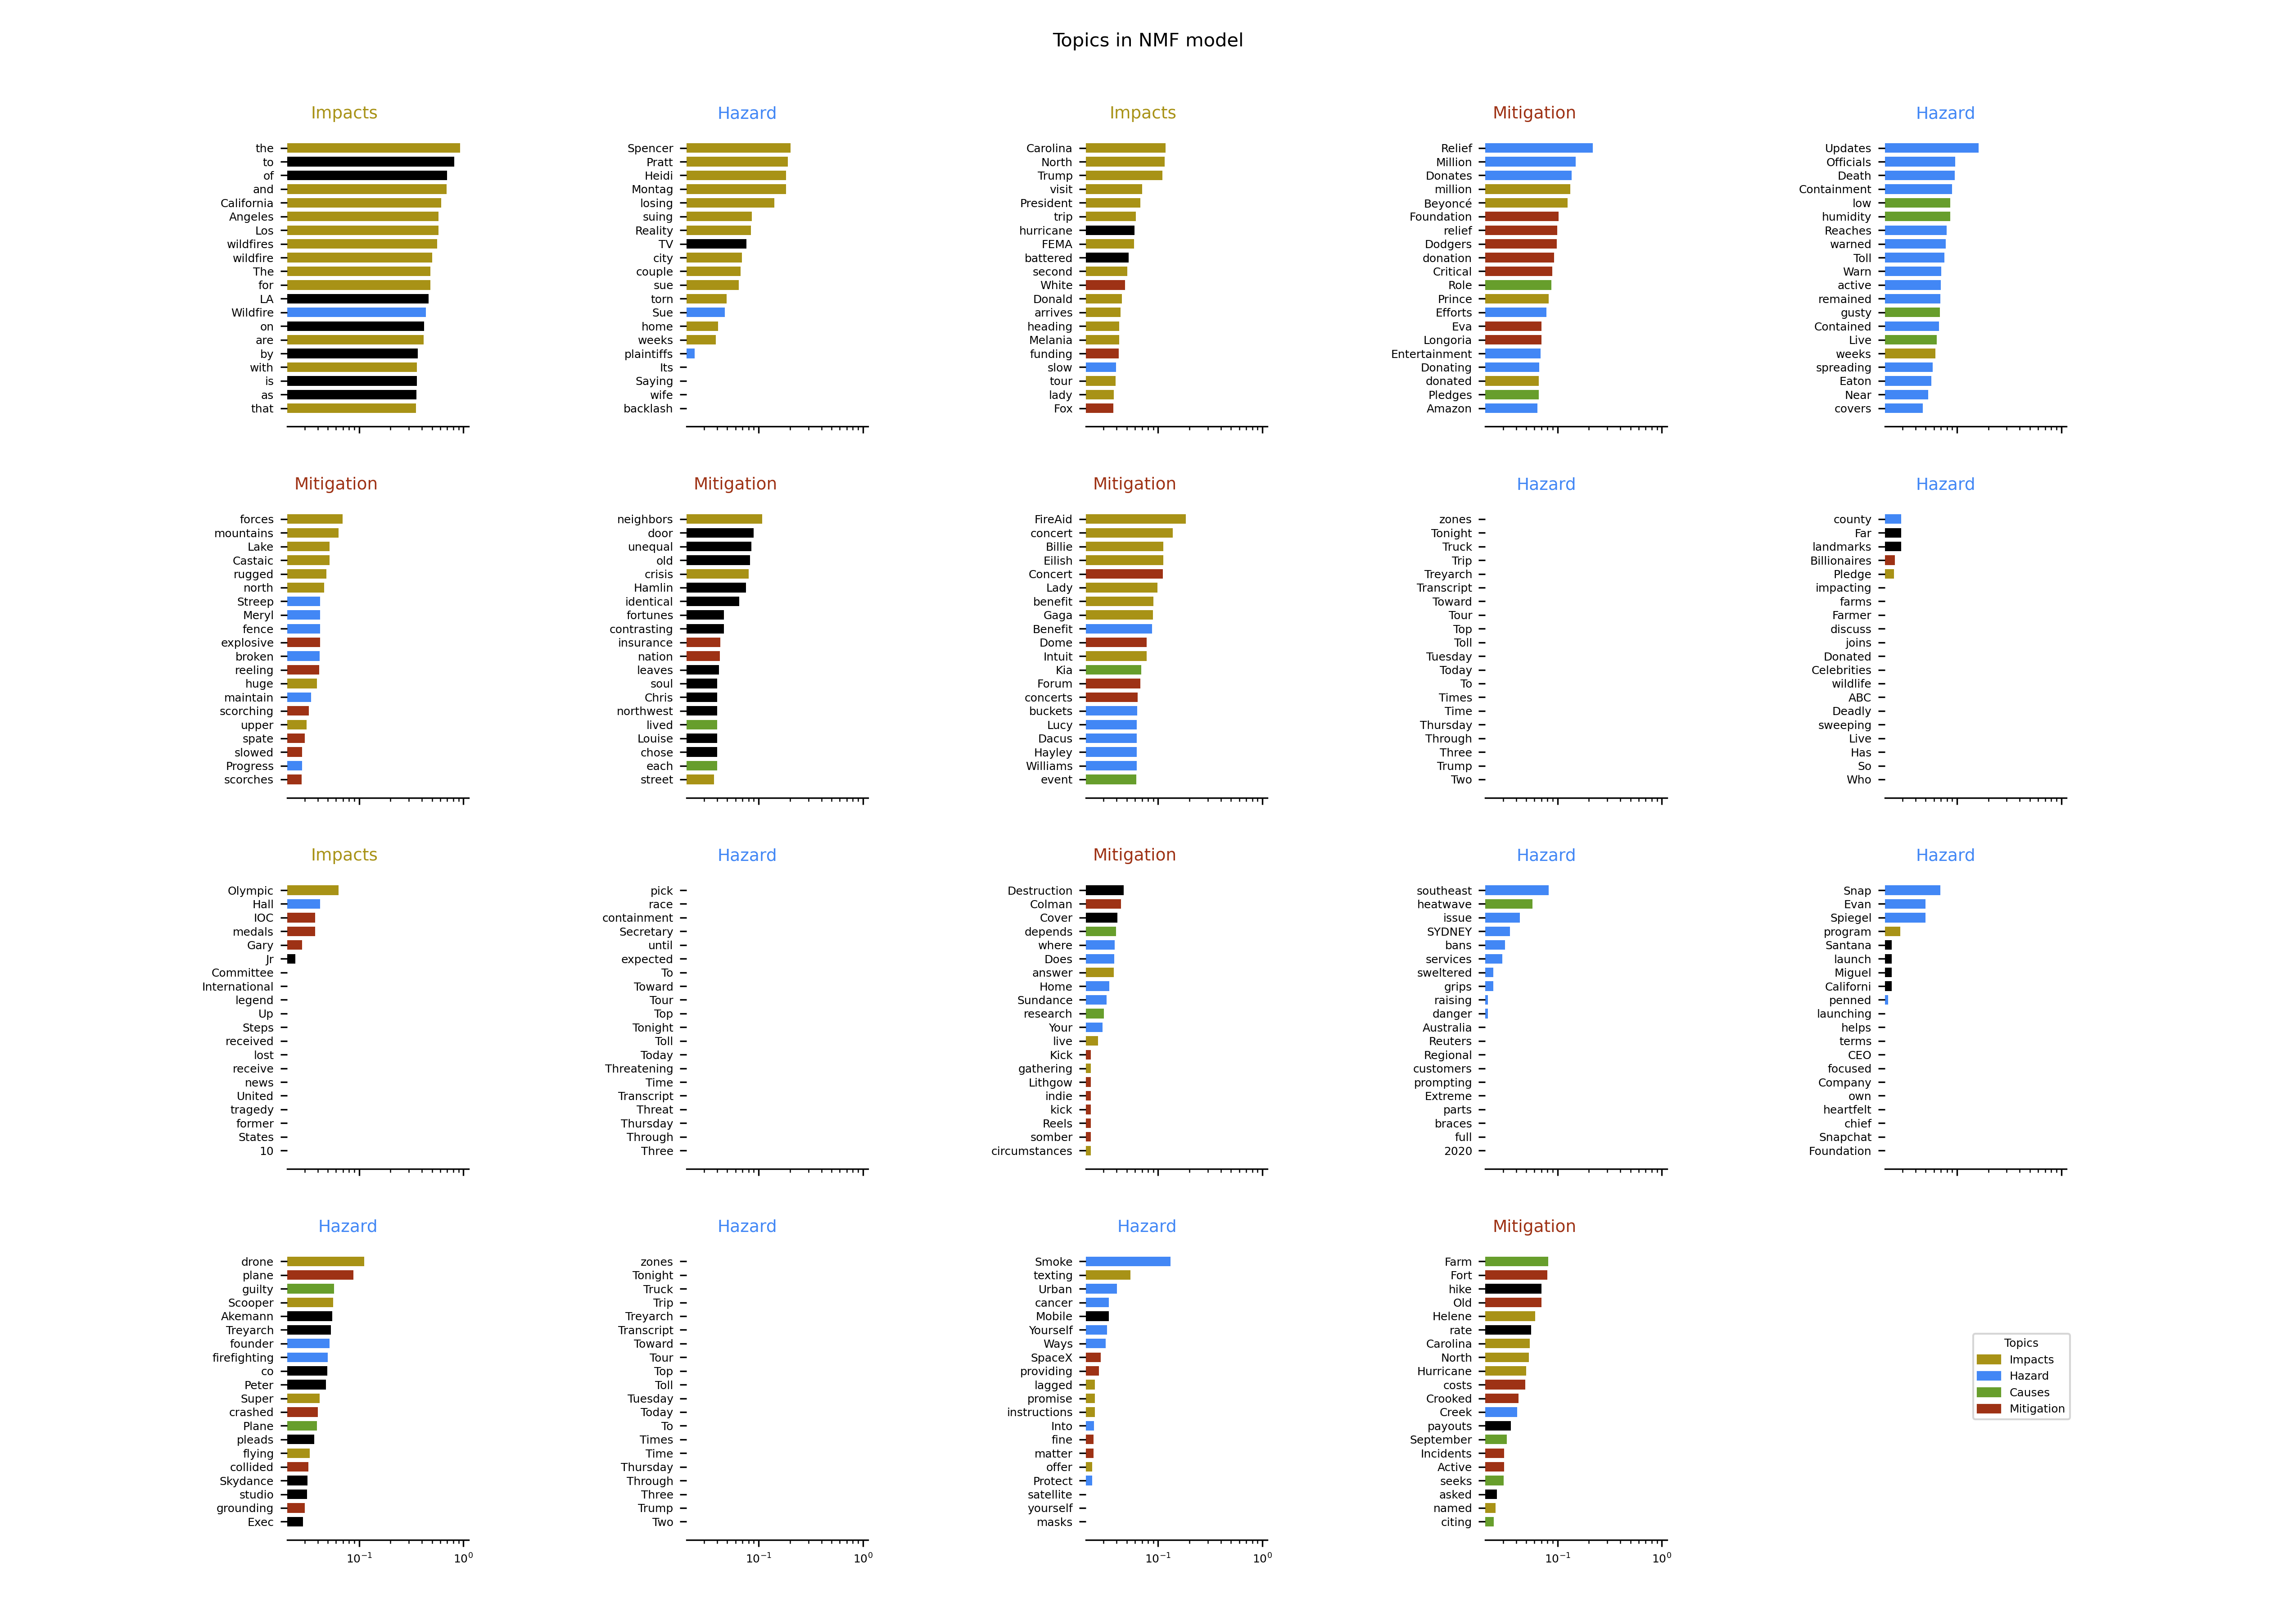 Topics in NMF model
Impacts
the
to
of
and
California
Angeles
Los
wildfires
wildfire
The
for
LA
Wildfire
on
are
by
with
is
as
that
Hazard
Spencer
Pratt
Heidi
Montag
losing
suing
Reality
TV
city
couple
sue
torn
Sue
home
weeks
plaintiffs
Its
Saying
wife
backlash
Impacts
Carolina
North
Trump
visit
President
trip
hurricane
FEMA
battered
second
White
Donald
arrives
heading
Melania
funding
slow
tour
lady
Fox
Mitigation
Relief
Million
Donates
million
Beyoncé
Foundation
relief
Dodgers
donation
Critical
Role
Prince
Efforts
Eva
Longoria
Entertainment
Donating
donated
Pledges
Amazon
Hazard
Updates
Officials
Death
Containment
low
humidity
Reaches
warned
Toll
Warn
active
remained
gusty
Contained
Live
weeks
spreading
Eaton
Near
covers
Mitigation
forces
mountains
Lake
Castaic
rugged
north
Streep
Meryl
fence
explosive
broken
reeling
huge
maintain
scorching
upper
spate
slowed
Progress
scorches
Mitigation
neighbors
door
unequal
old
crisis
Hamlin
identical
fortunes
contrasting
insurance
nation
leaves
soul
Chris
northwest
lived
Louise
chose
each
street
Mitigation
FireAid
concert
Billie
Eilish
Concert
Lady
benefit
Gaga
Benefit
Dome
Intuit
Kia
Forum
concerts
buckets
Lucy
Dacus
Hayley
Williams
event
Hazard
zones
Tonight
Truck
Trip
Treyarch
Transcript
Toward
Tour
Top
Toll
Tuesday
Today
To
Times
Time
Thursday
Through
Three
Trump
Two
Hazard
county
Far
landmarks
Billionaires
Pledge
impacting
farms
Farmer
discuss
joins
Donated
Celebrities
wildlife
ABC
Deadly
sweeping
Live
Has
So
Who
Impacts
Olympic
Hall
IOC
medals
Gary
Jr
Committee
International
legend
Up
Steps
received
lost
receive
news
United
tragedy
former
States
10
Hazard
pick
race
containment
Secretary
until
expected
To
Toward
Tour
Top
Tonight
Toll
Today
Threatening
Time
Transcript
Threat
Thursday
Through
Three
Mitigation
Destruction
Colman
Cover
depends
where
Does
answer
Home
Sundance
research
Your
live
Kick
gathering
Lithgow
indie
kick
Reels
somber
circumstances
Hazard
southeast
heatwave
issue
SYDNEY
bans
services
sweltered
grips
raising
danger
Australia
Reuters
Regional
customers
prompting
Extreme
parts
braces
full
2020
Hazard
Snap
Evan
Spiegel
program
Santana
launch
Miguel
Californi
penned
launching
helps
terms
CEO
focused
Company
own
heartfelt
chief
Snapchat
Foundation
Hazard
drone
plane
guilty
Scooper
Akemann
Treyarch
founder
firefighting
co
Peter
Super
crashed
Plane
pleads
flying
collided
Skydance
studio
grounding
Exec
10⁻¹ 10⁰
Hazard
zones
Tonight
Truck
Trip
Treyarch
Transcript
Toward
Tour
Top
Toll
Tuesday
Today
To
Times
Time
Thursday
Through
Three
Trump
Two
10⁻¹ 10⁰
Hazard
Smoke
texting
Urban
cancer
Mobile
Yourself
Ways
SpaceX
providing
lagged
promise
instructions
Into
fine
matter
offer
Protect
satellite
yourself
masks
10⁻¹ 10⁰
Mitigation
Farm
Fort
hike
Old
Helene
rate
Carolina
North
Hurricane
costs
Crooked
Creek
payouts
September
Incidents
Active
seeks
asked
named
citing
10⁻¹ 10⁰
Topics
Impacts
Hazard
Causes
Mitigation